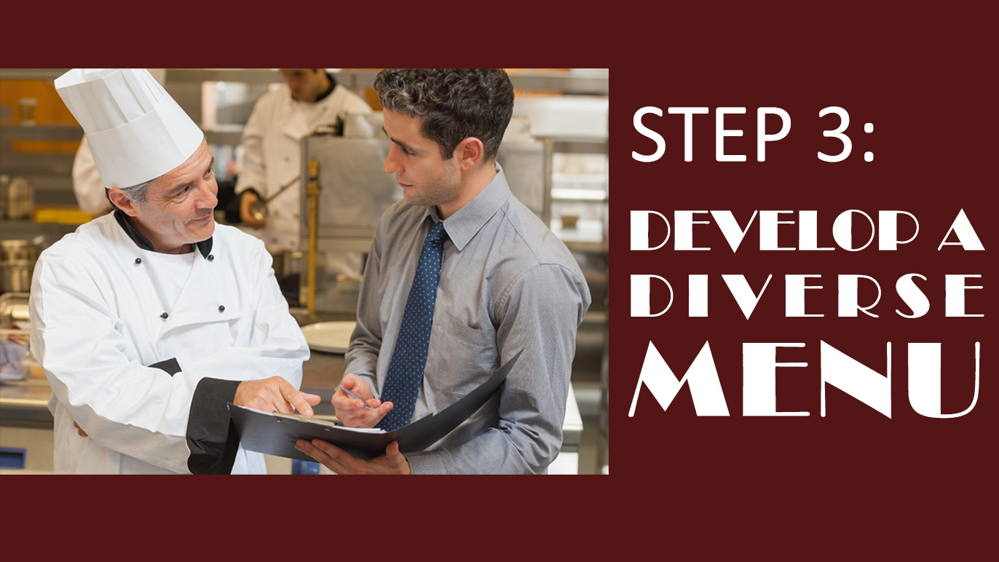 STEP 3:
DEVELOP A
DIVERSE
MENU